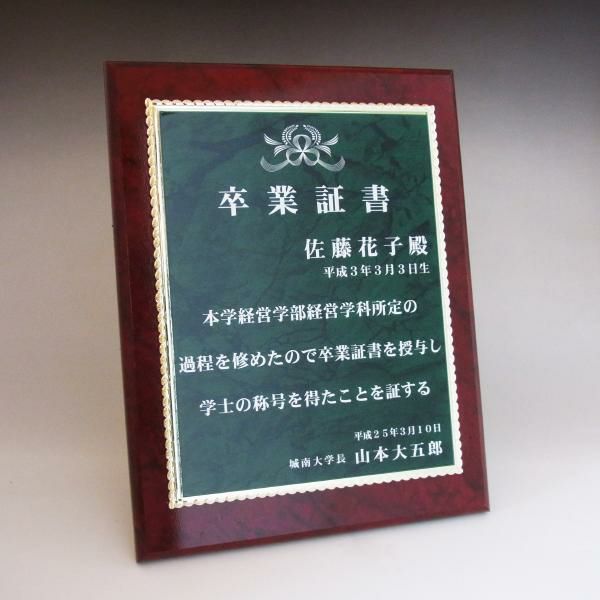 卒業証書
佐藤花子殿
平成3年3月3日生
本学経営学部経営学科所定の
過程を修めたので卒業証書を授与し
学士の称号を得たことを証する
平成25年3月10日
城南大学長 山本大五郎